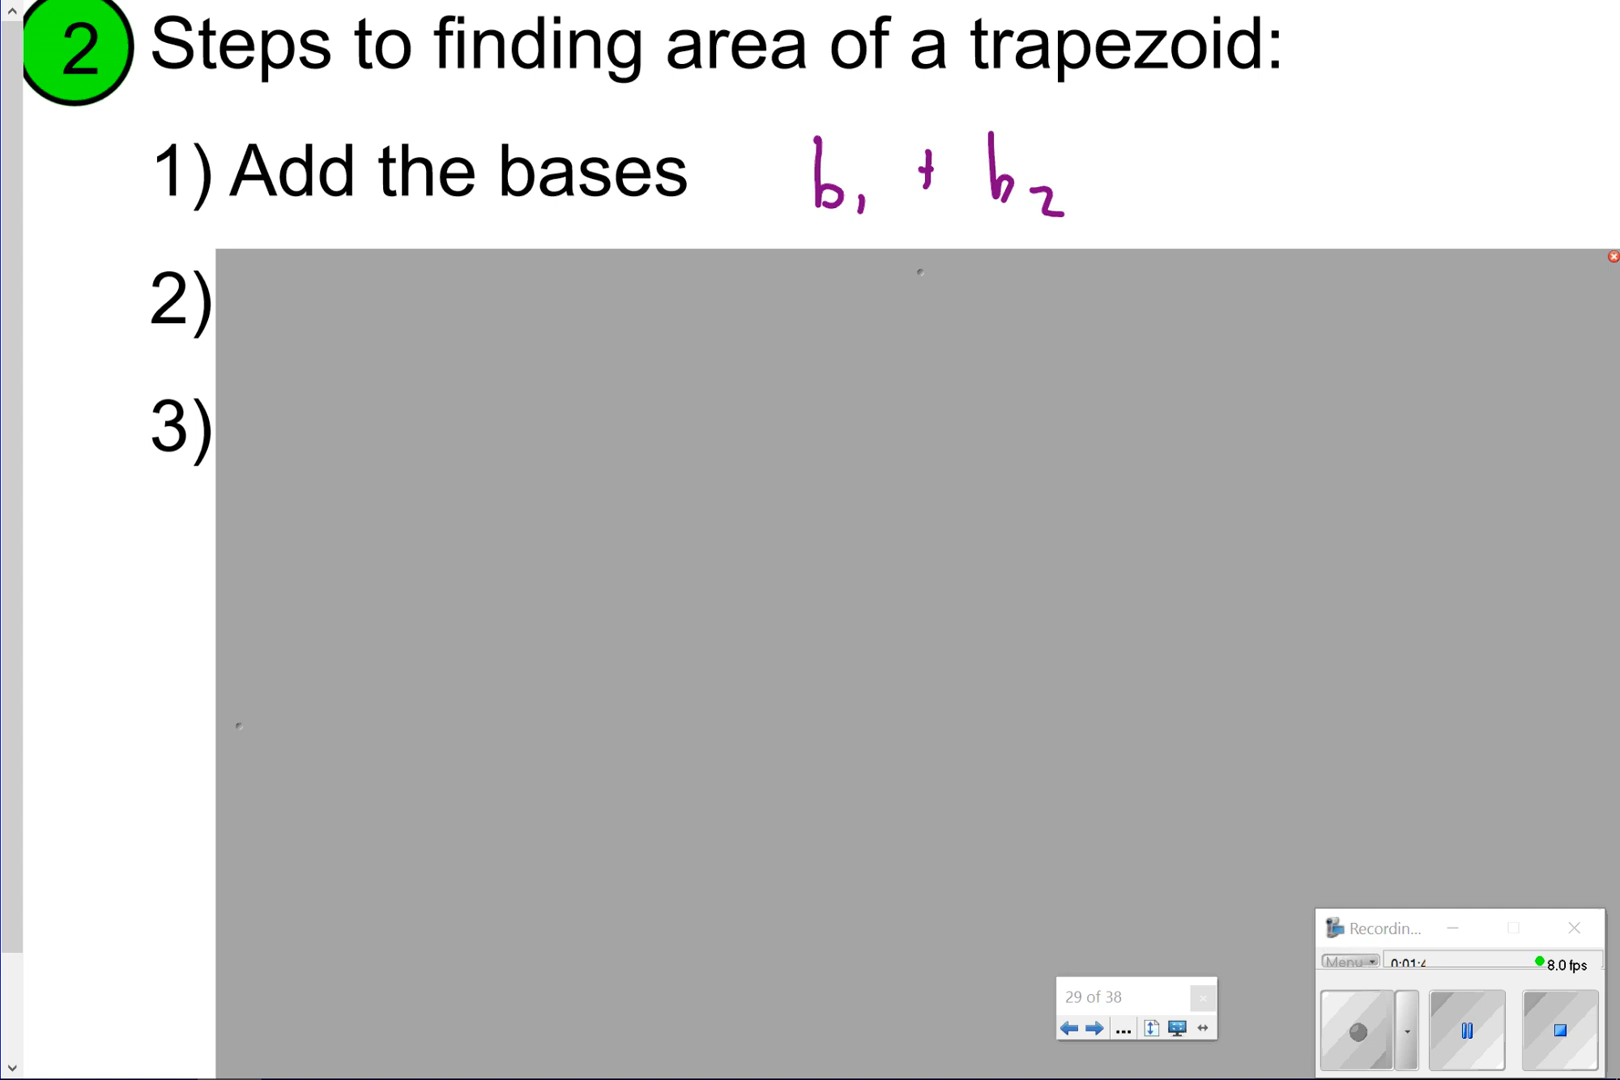 2 Steps to finding area of a trapezoid:
1) Add the bases b₁ + b₂
2)
3)
29 of 38
...
Recordin...
Menu
8.0 fps